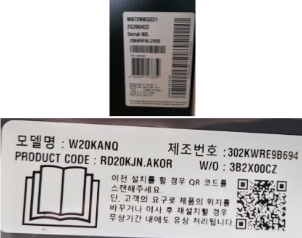 Serial NO.
모델명 : W20KANQ
제조번호 : 302KWRE9B694
PRODUCT CODE : RD20KJN.AKOR
W/O : 3B2X00CZ
이전 설치를 할 경우 QR 코드를
스캔해주세요.
단, 고객의 요구로 제품의 위치를
바꾸거나 이사 후 재설치할 경우
무상기간 내에도 유상 처리됩니다